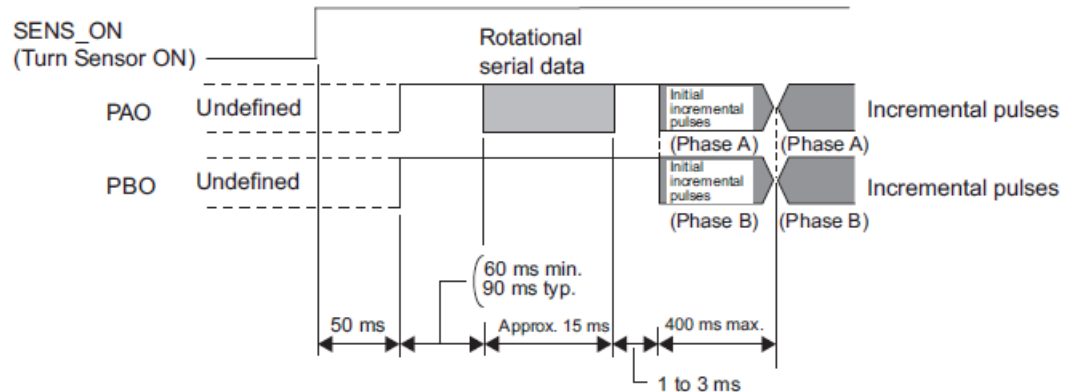 SENS_ON
(Turn Sensor ON)
Rotational
serial data
PAO
Undefined
Initial
incremental
pulses
(Phase A)
(Phase A)
Incremental pulses
PBO
Undefined
Initial
incremental
pulses
(Phase B)
(Phase B)
Incremental pulses
60 ms min.
90 ms typ.
50 ms
Approx. 15 ms
400 ms max.
1 to 3 ms